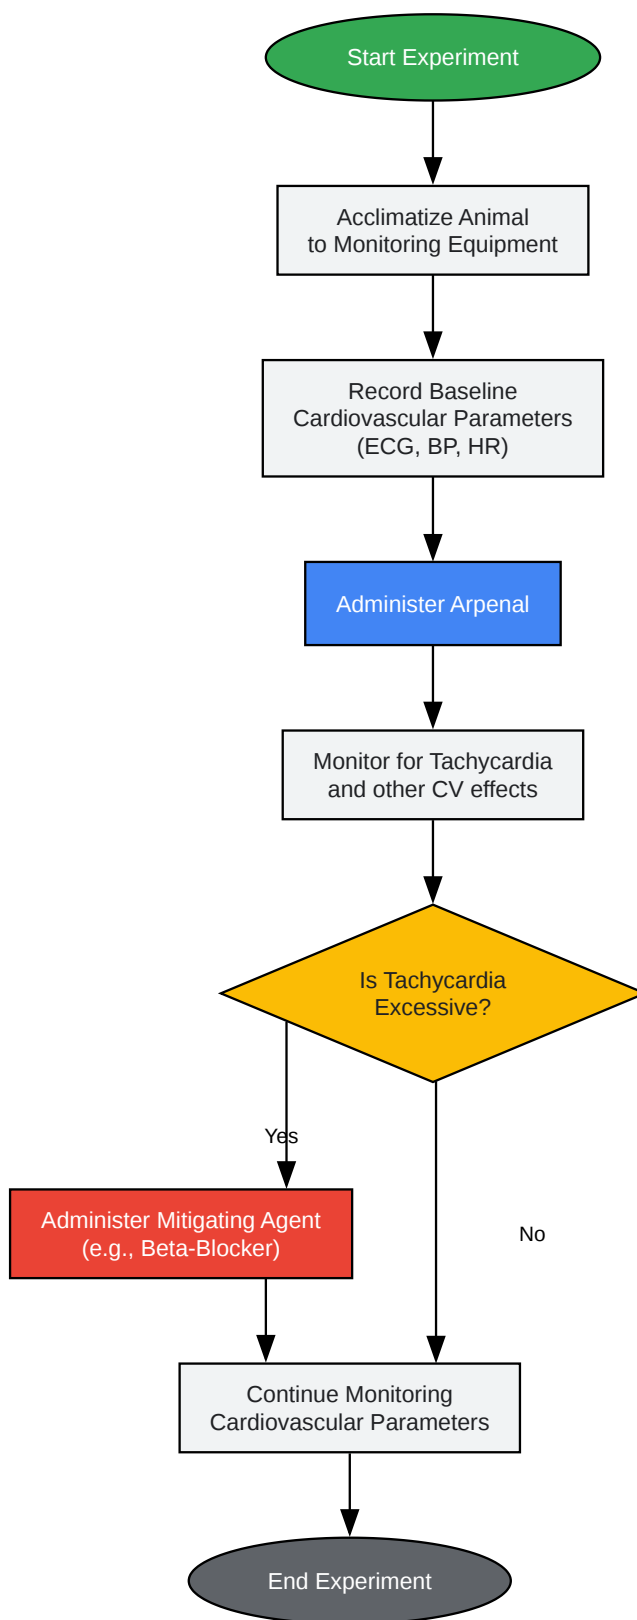 Start Experiment
Acclimatize Animal
to Monitoring Equipment
Record Baseline
Cardiovascular Parameters
(ECG, BP, HR)
Administer Arpenal
Monitor for Tachycardia
and other CV effects
Is Tachycardia
Excessive?
Yes
Administer Mitigating Agent
(e.g., Beta-Blocker)
No
Continue Monitoring
Cardiovascular Parameters
End Experiment